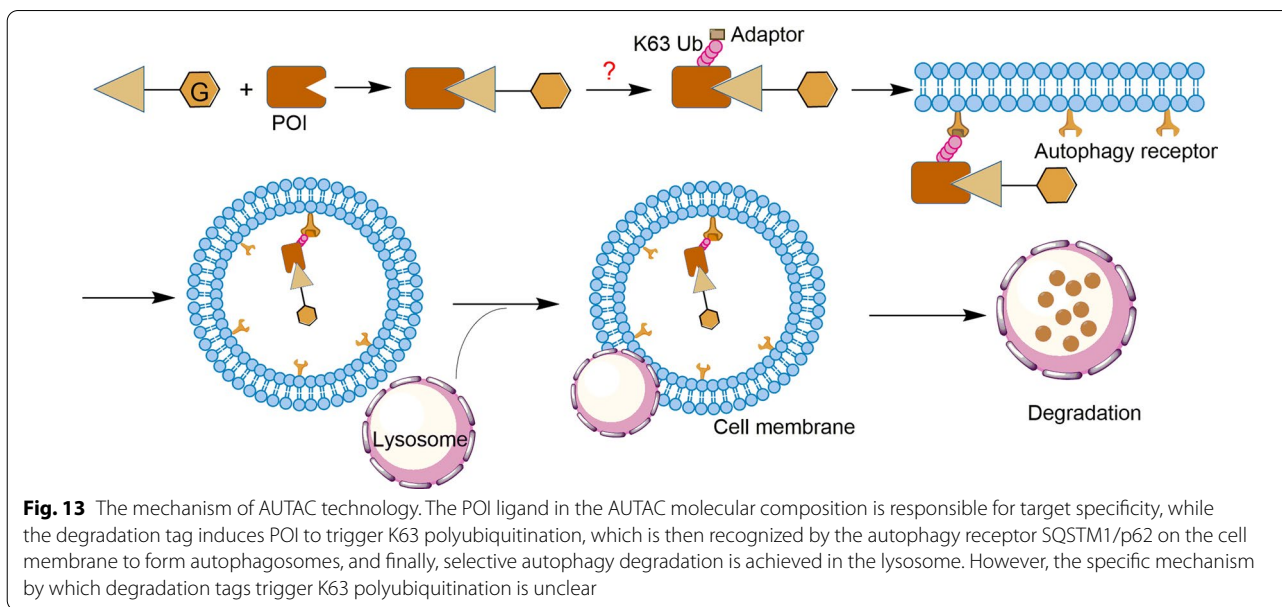 K63 Ub
Adaptor
G
+
?
POI
Autophagy receptor
Lysosome
Cell membrane
Degradation
Fig. 13 The mechanism of AUTAC technology. The POI ligand in the AUTAC molecular composition is responsible for target specificity, while
the degradation tag induces POI to trigger K63 polyubiquitination, which is then recognized by the autophagy receptor SQSTM1/p62 on the cell
membrane to form autophagosomes, and finally, selective autophagy degradation is achieved in the lysosome. However, the specific mechanism
by which degradation tags trigger K63 polyubiquitination is unclear